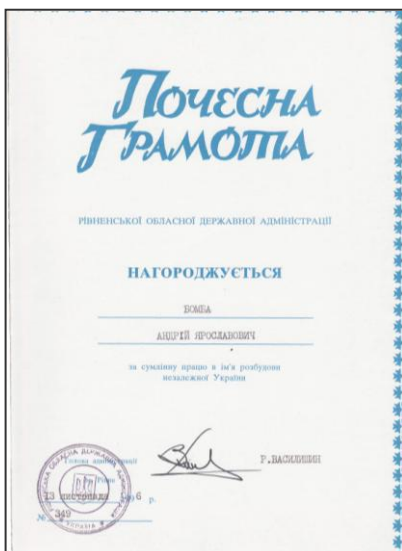 Почесна
Грамота
РІВНЕНСЬКОЇ ОБЛАСНОЇ ДЕРЖАВНОЇ АДМІНІСТРАЦІЇ
НАГОРОДЖУЄТЬСЯ
БОМБА
АНДРІЙ ЯРОСЛАВОВИЧ
за сумлінну працю в ім'я розбудови
незалежної України
Голова адміністрації
Р.ВАСИЛИШИН
13 листопада 1996 р.
№ 349
УКРАЇНА